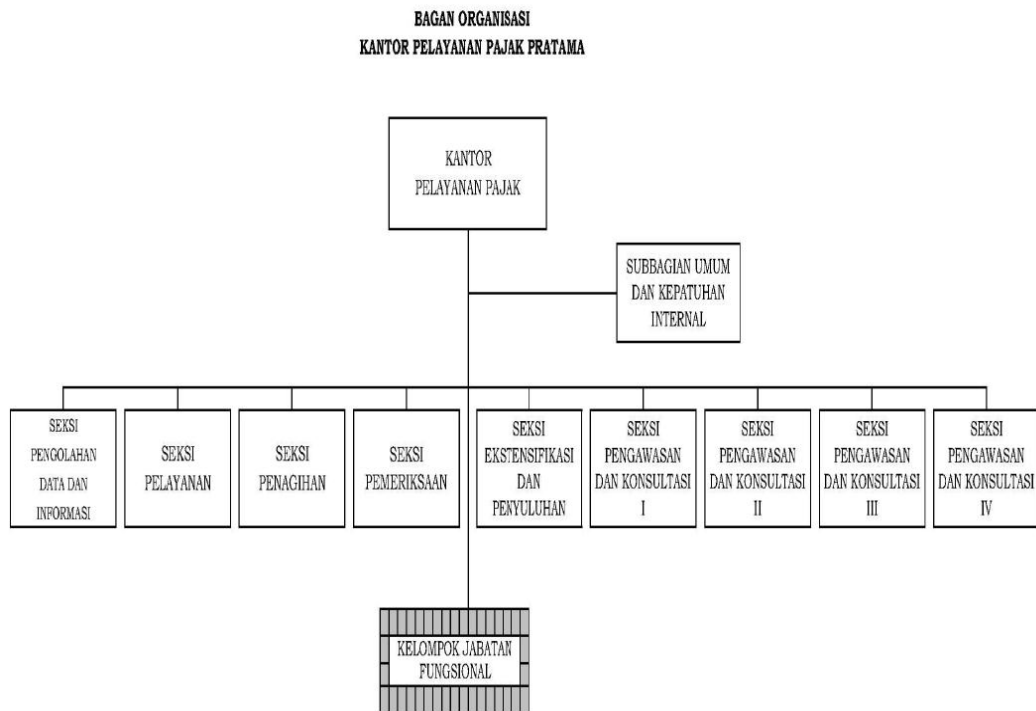 BAGAN ORGANISASI
KANTOR PELAYANAN PAJAK PRATAMA
KANTOR
PELAYANAN PAJAK
SUBBAGIAN UMUM
DAN KEPATUHAN
INTERNAL
SEKSI
PENGOLAHAN
DATA DAN
INFORMASI
SEKSI
PELAYANAN
SEKSI
PENAGIHAN
SEKSI
PEMERIKSAAN
SEKSI
EKSTENSIFIKASI
DAN
PENYULUHAN
SEKSI
PENGAWASAN
DAN KONSULTASI
I
SEKSI
PENGAWASAN
DAN KONSULTASI
II
SEKSI
PENGAWASAN
DAN KONSULTASI
III
SEKSI
PENGAWASAN
DAN KONSULTASI
IV
KELOMPOK JABATAN
FUNGSIONAL